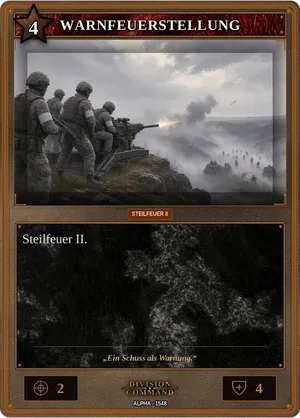 4
WARNFEUERSTELLUNG
STEILFEUER II
Steilfeuer II.
„Ein Schuss als Warnung.“
2
DIVISION
COMMAND
ALPHA - 1548
4